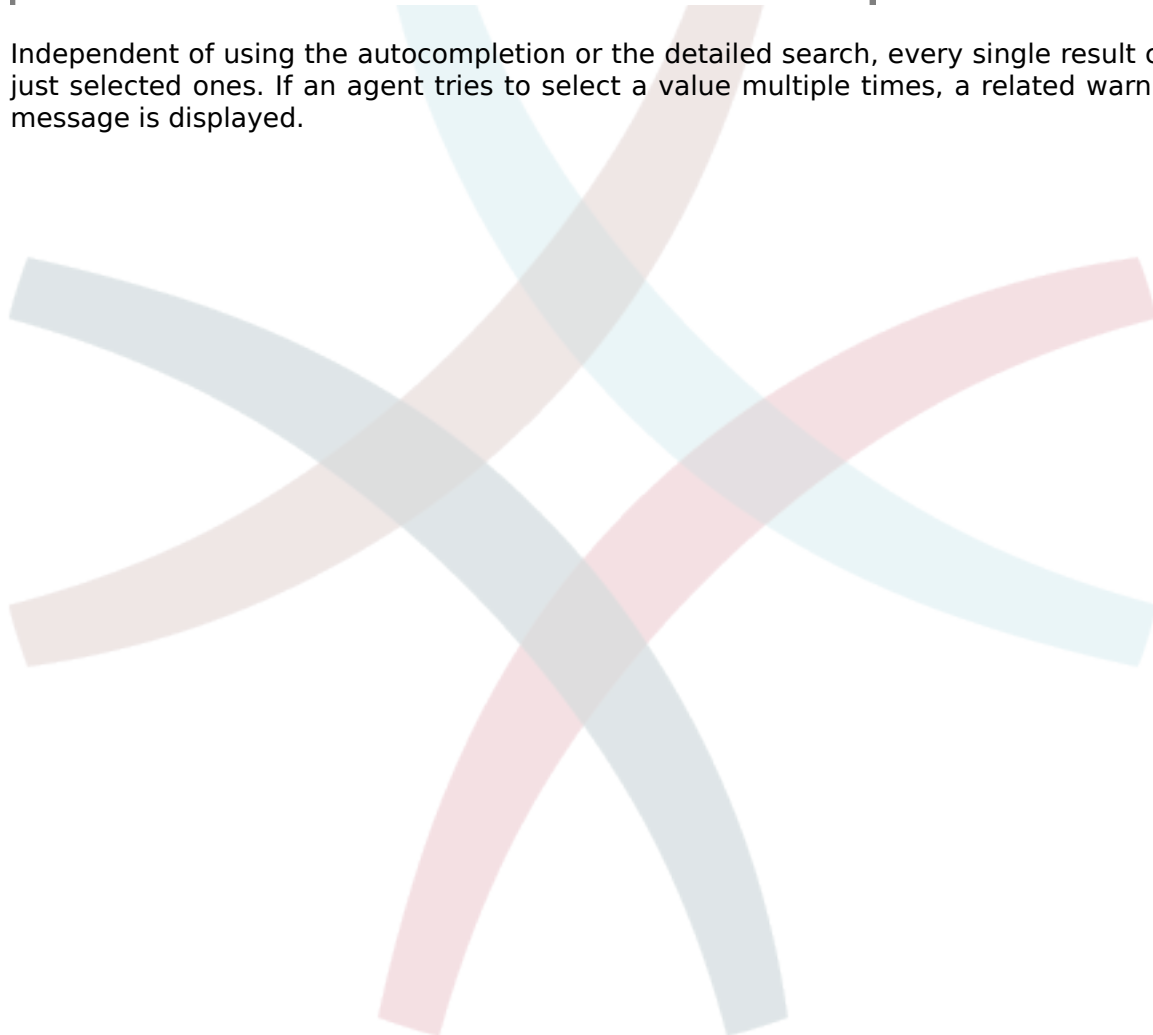 Independent of using the autocompletion or the detailed search, every single result
just selected ones. If an agent tries to select a value multiple times, a related
message is displayed.